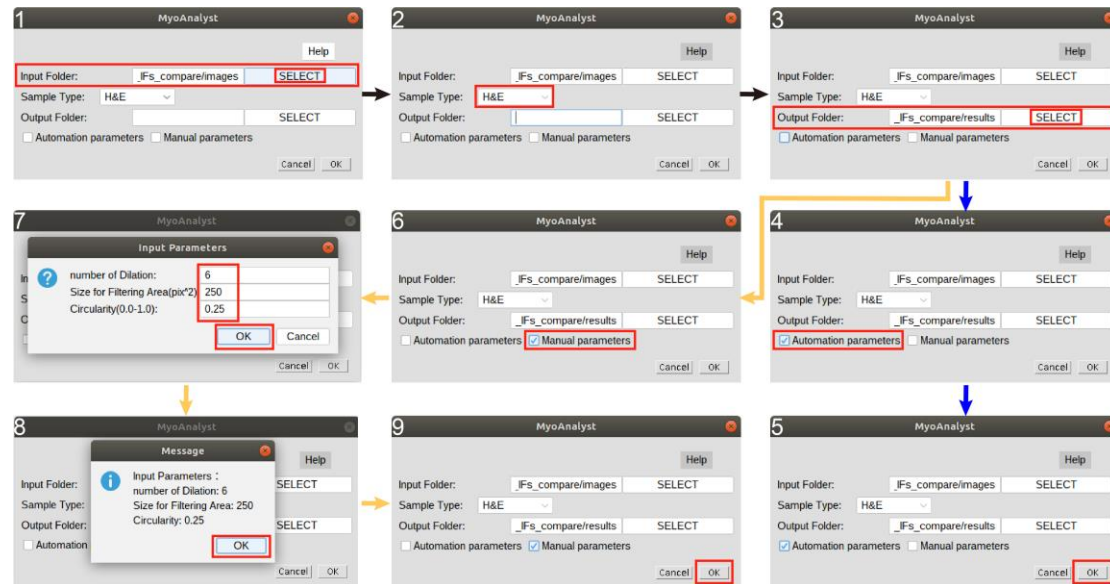 1
MyoAnalyst
Help
Input Folder: _IFs_compare/images SELECT
Sample Type: H&E
Output Folder: SELECT
Automation parameters Manual parameters
Cancel OK
2
MyoAnalyst
Help
Input Folder: _IFs_compare/images SELECT
Sample Type: H&E
Output Folder: SELECT
Automation parameters Manual parameters
Cancel OK
3
MyoAnalyst
Help
Input Folder: _IFs_compare/images SELECT
Sample Type: H&E
Output Folder: _IFs_compare/results SELECT
Automation parameters Manual parameters
Cancel OK
7
MyoAnalyst
Input Parameters
number of Dilation: 6
Size for Filtering Area(pix^2) 250
Circularity(0.0-1.0): 0.25
OK Cancel
Cancel OK
6
MyoAnalyst
Help
Input Folder: _IFs_compare/images SELECT
Sample Type: H&E
Output Folder: _IFs_compare/results SELECT
Automation parameters Manual parameters
Cancel OK
4
MyoAnalyst
Help
Input Folder: _IFs_compare/images SELECT
Sample Type: H&E
Output Folder: _IFs_compare/results SELECT
Automation parameters Manual parameters
Cancel OK
8
MyoAnalyst
Message
Help
Input Folder: SELECT
Sample Type:
Output Folder: SELECT
Automation
Input Parameters :
number of Dilation: 6
Size for Filtering Area: 250
Circularity: 0.25
OK
Cancel OK
9
MyoAnalyst
Help
Input Folder: _IFs_compare/images SELECT
Sample Type: H&E
Output Folder: _IFs_compare/results SELECT
Automation parameters Manual parameters
Cancel OK
5
MyoAnalyst
Help
Input Folder: _IFs_compare/images SELECT
Sample Type: H&E
Output Folder: _IFs_compare/results SELECT
Automation parameters Manual parameters
Cancel OK